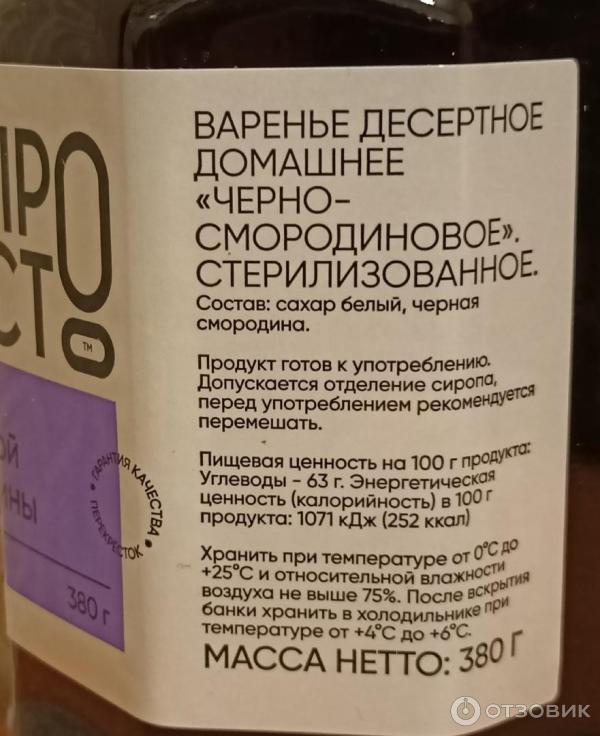 ПРО
СТО
TM
ВАРЕНЬЕ ДЕСЕРТНОЕ
ДОМАШНЕЕ
«ЧЕРНО-
СМОРОДИНОВОЕ».
СТЕРИЛИЗОВАННОЕ.
Состав: сахар белый, черная
смородина.
Продукт готов к употреблению.
Допускается отделение сиропа,
перед употреблением рекомендуется
перемешать.
Пищевая ценность на 100 г продукта:
Углеводы - 63 г. Энергетическая
ценность (калорийность) в 100 г
продукта: 1071 кДж (252 ккал)
Хранить при температуре от 0°С до
+25°С и относительной влажности
воздуха не выше 75%. После вскрытия
банки хранить в холодильнике при
температуре от +4°С до +6°С.
МАССА НЕТТО: 380 Г
ГАРАНТИЯ КАЧЕСТВА
ПЕРЕКРЕСТОК
380 г
ОТЗОВИК